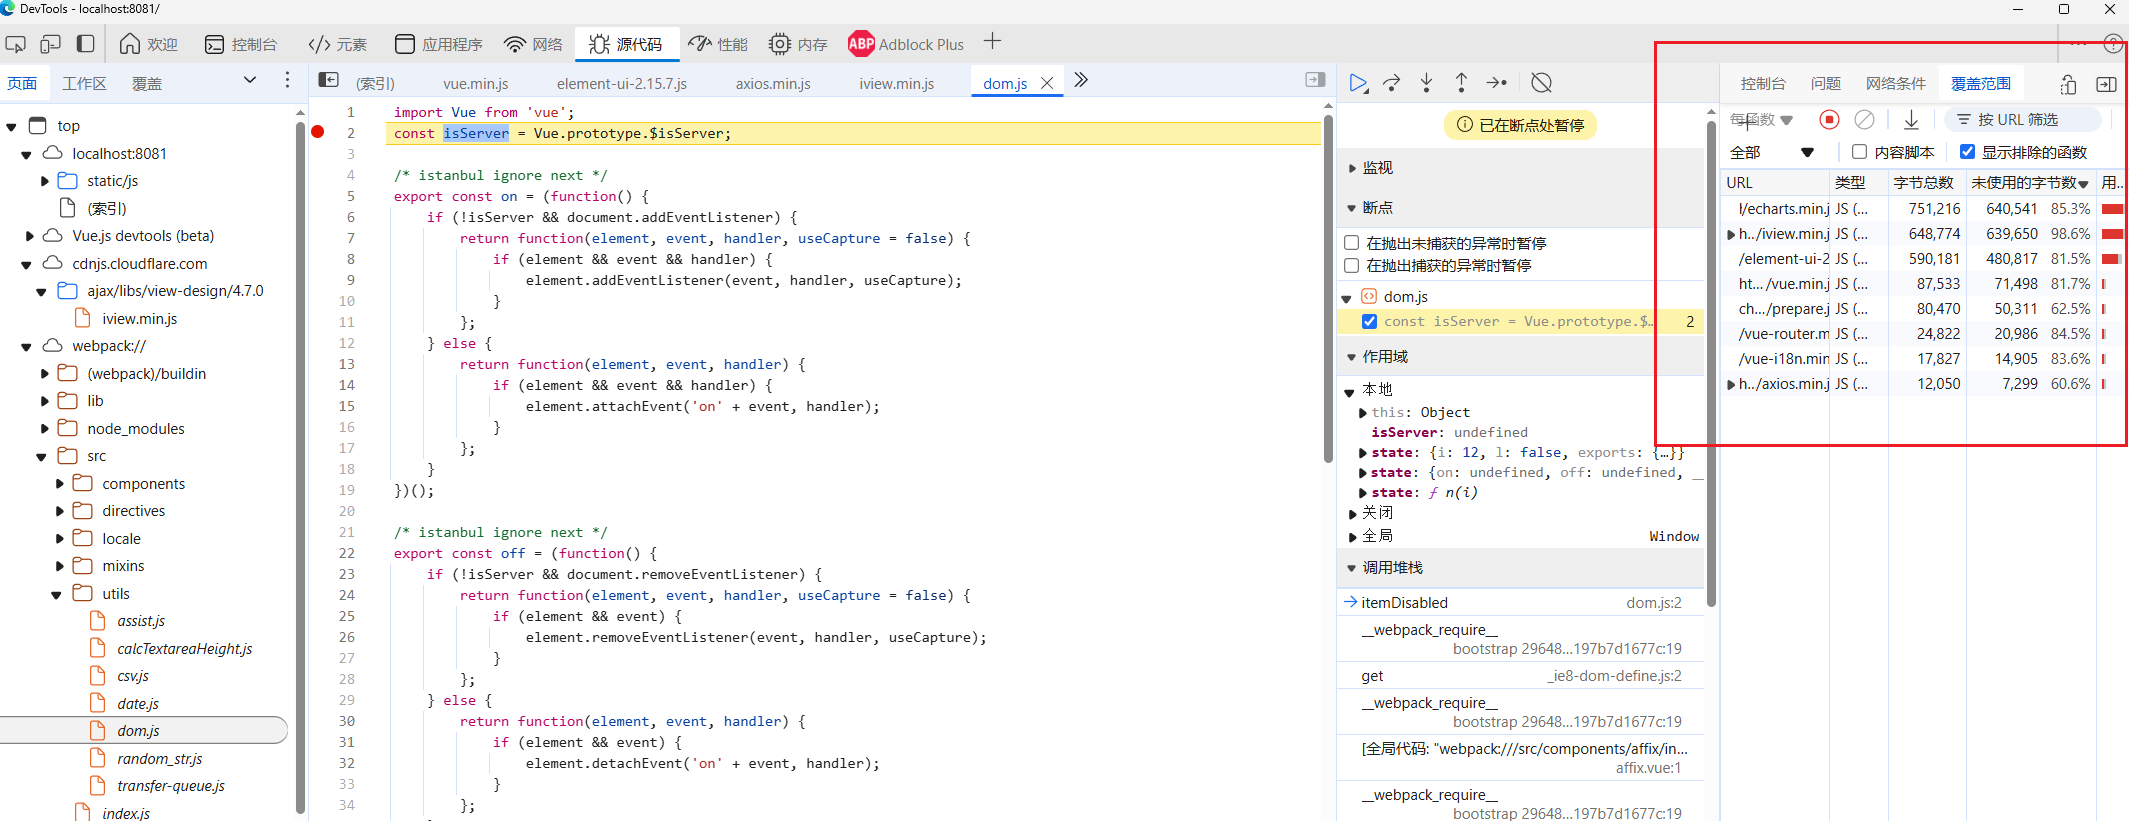 DevTools - localhost:8081/
欢迎
控制台
元素
应用程序
网络
源代码
性能
内存
ABP Adblock Plus
页面
工作区
覆盖
top
localhost:8081
static/js
(索引)
Vue.js devtools (beta)
cdnjs.cloudflare.com
ajax/libs/view-design/4.7.0
iview.min.js
webpack://
(webpack)/buildin
lib
node_modules
src
components
directives
locale
mixins
utils
assist.js
calcTextareaHeight.js
csv.js
date.js
dom.js
random_str.js
transfer-queue.js
index.js
(索引)
vue.min.js
element-ui-2.15.7.js
axios.min.js
iview.min.js
dom.js
1 import Vue from 'vue';
2 const isServer = Vue.prototype.$isServer;
3
4 /* istanbul ignore next */
5 export const on = (function() {
6 if (!isServer && document.addEventListener) {
7 return function(element, event, handler, useCapture = false) {
8 if (element && event && handler) {
9 element.addEventListener(event, handler, useCapture);
10 }
11 };
12 } else {
13 return function(element, event, handler) {
14 if (element && event && handler) {
15 element.attachEvent('on' + event, handler);
16 }
17 };
18 }
19 })();
20
21 /* istanbul ignore next */
22 export const off = (function() {
23 if (!isServer && document.removeEventListener) {
24 return function(element, event, handler, useCapture = false) {
25 if (element && event) {
26 element.removeEventListener(event, handler, useCapture);
27 }
28 };
29 } else {
30 return function(element, event, handler) {
31 if (element && event) {
32 element.detachEvent('on' + event, handler);
33 }
34 };
已在断点处暂停
监视
断点
在抛出未捕获的异常时暂停
在抛出捕获的异常时暂停
dom.js
const isServer = Vue.prototype.$… 2
作用域
本地
this: Object
isServer: undefined
state: {i: 12, l: false, exports: {…}}
state: {on: undefined, off: undefined, __
state: ƒ n(i)
关闭
全局 Window
调用堆栈
itemDisabled dom.js:2
__webpack_require__
bootstrap 29648...197b7d1677c:19
get _ie8-dom-define.js:2
__webpack_require__
bootstrap 29648...197b7d1677c:19
[全局代码: "webpack:///src/components/affix/in...
affix.vue:1
__webpack_require__
bootstrap 29648...197b7d1677c:19
控制台
问题
网络条件
覆盖范围
每函数
按 URL 筛选
全部
内容脚本
显示排除的函数
URL 类型 字节总数 未使用的字节数 用...
l/echarts.min.j JS (... 751,216 640,541 85.3%
h../iview.min.j JS (... 648,774 639,650 98.6%
/element-ui-2 JS (... 590,181 480,817 81.5%
ht... /vue.min.j JS (... 87,533 71,498 81.7%
ch... /prepare.j JS (... 80,470 50,311 62.5%
/vue-router.m JS (... 24,822 20,986 84.5%
/vue-i18n.min JS (... 17,827 14,905 83.6%
h../axios.min.j JS (... 12,050 7,299 60.6%